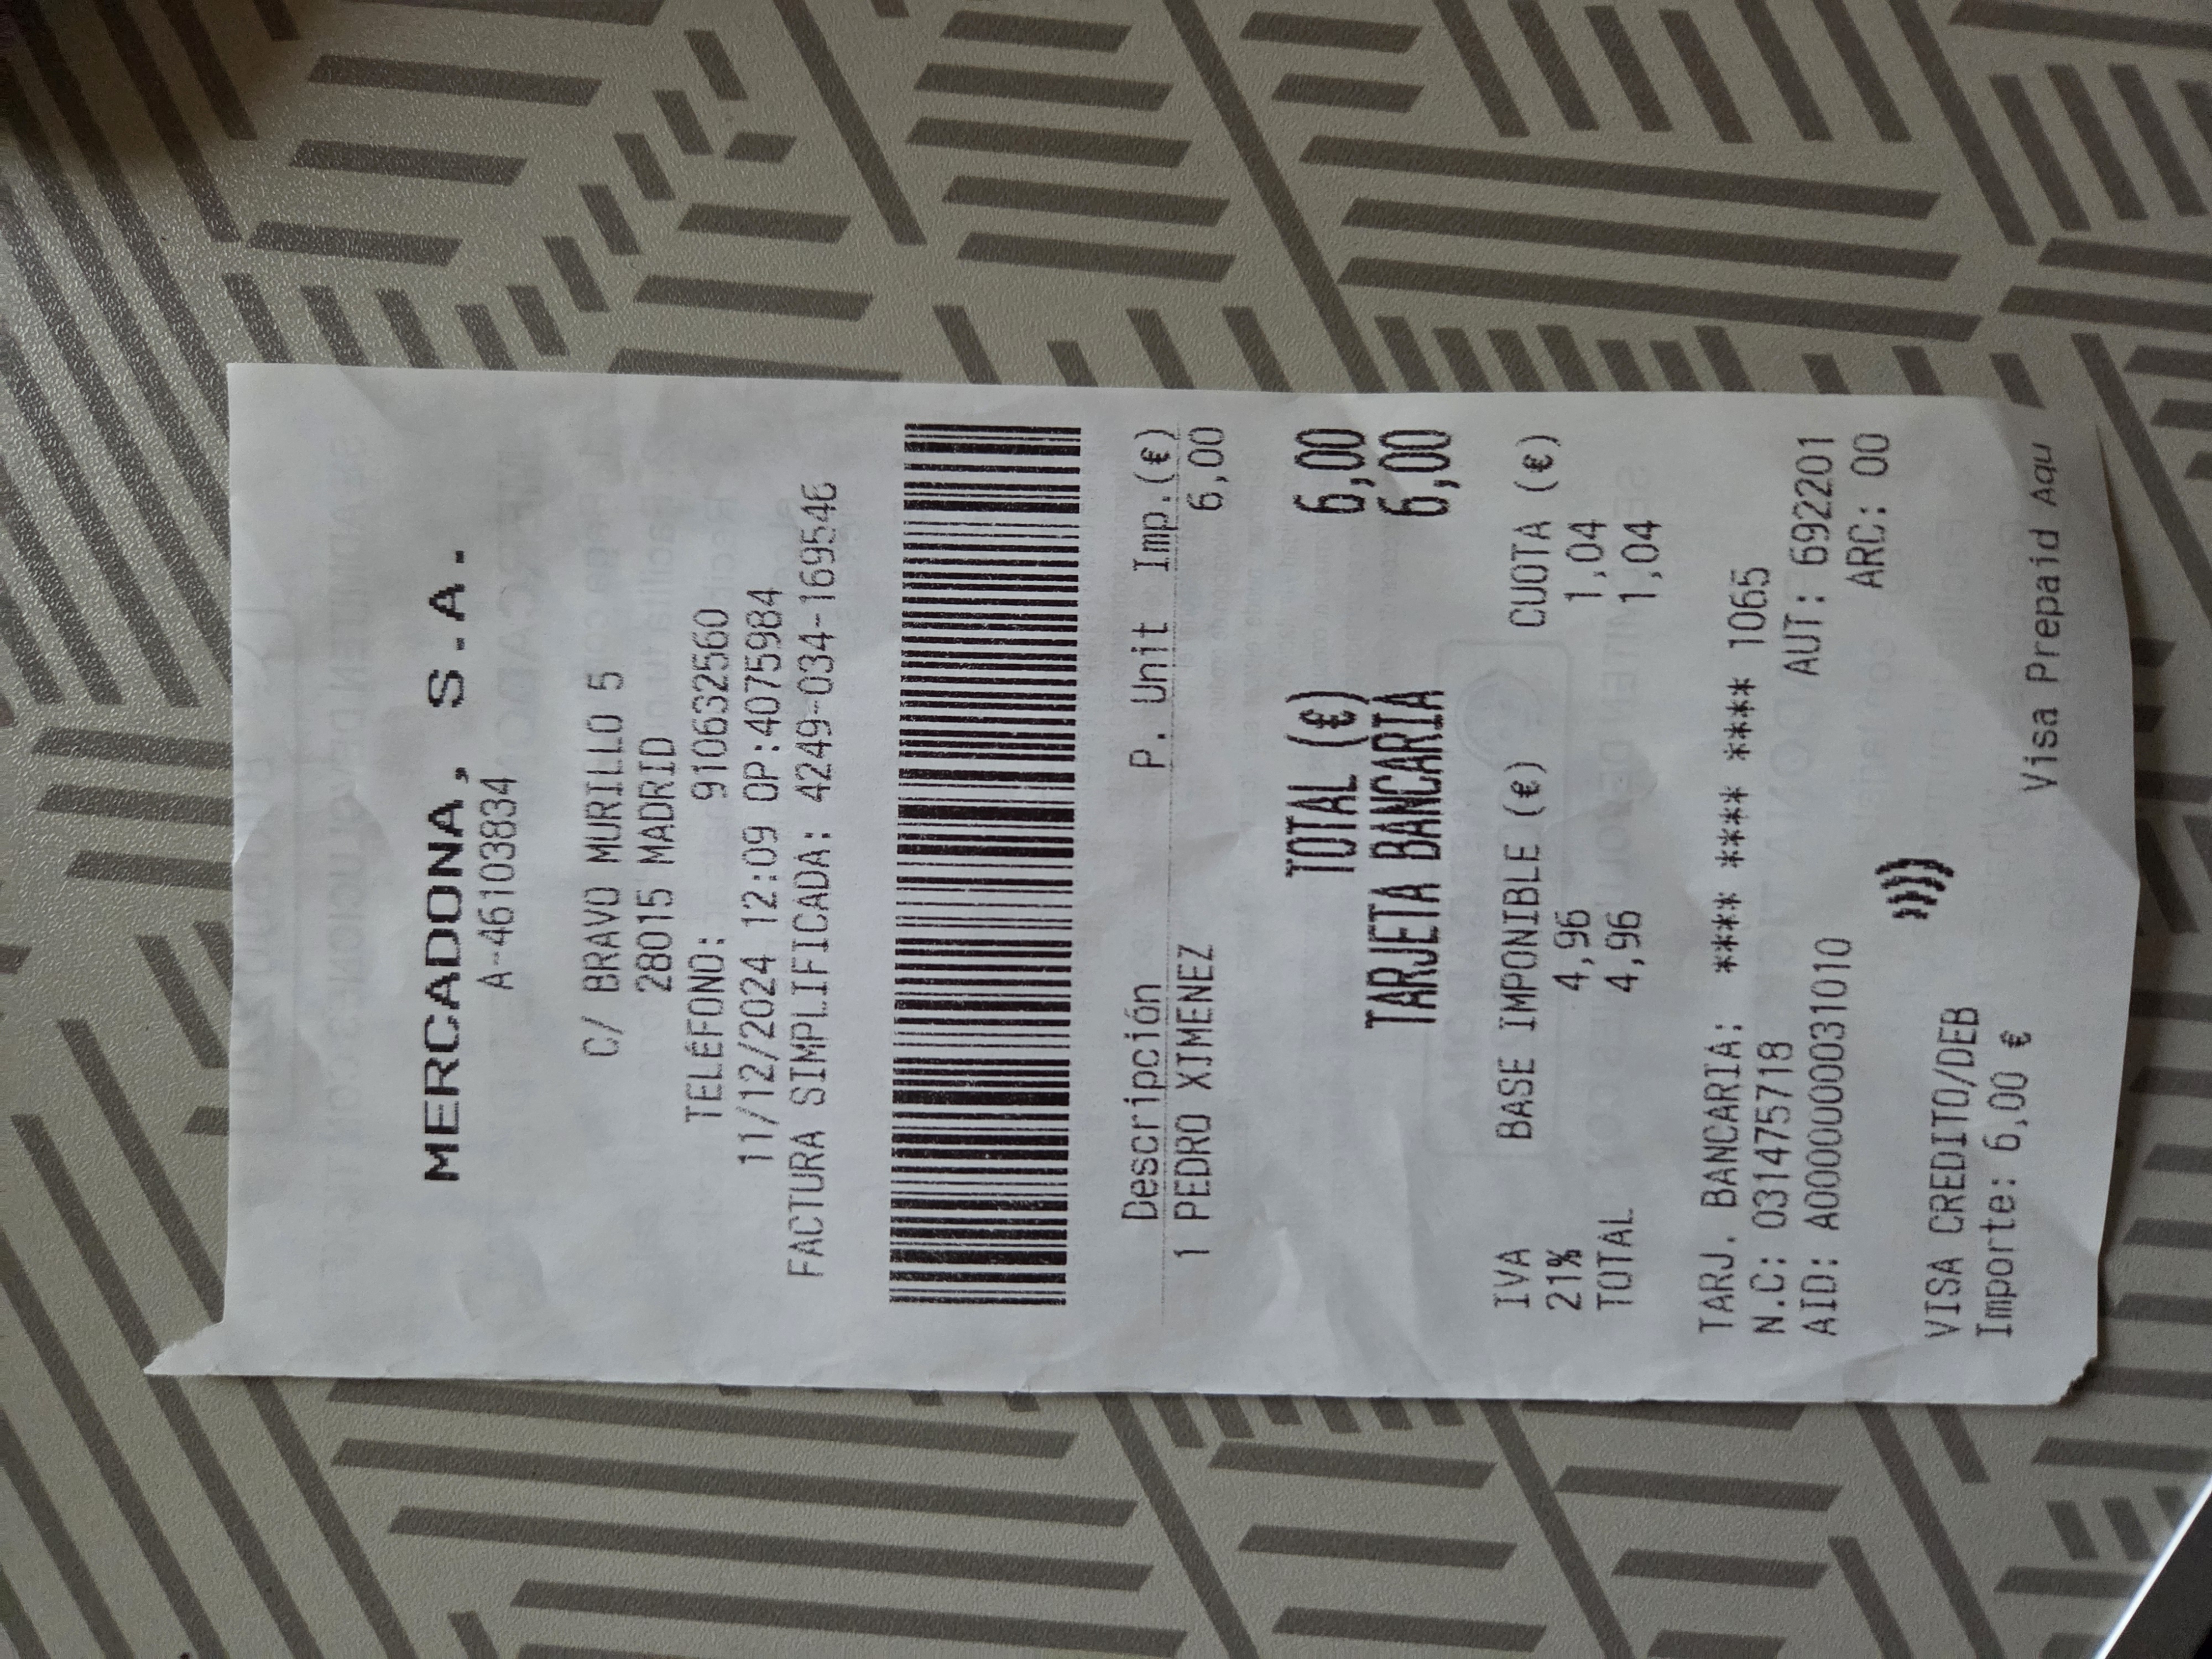 MERCADONA, S.A.
A-46103834
C/ BRAVO MURILLO 5
28015 MADRID
TELÉFONO: 910632560
11/12/2024 12:09 OP:4075984
FACTURA SIMPLIFICADA: 4249-034-169546
Descripción P. Unit Imp.(€)
1 PEDRO XIMENEZ 6,00
TOTAL (€) 6,00
TARJETA BANCARIA 6,00
IVA BASE IMPONIBLE (€) CUOTA (€)
21% 4,96 1,04
TOTAL 4,96 1,04
TARJ. BANCARIA: **** **** **** 1065
N.C: 031475718 AUT: 692201
AID: A0000000031010 ARC: 00
VISA CREDITO/DEB
Importe: 6,00 €
Visa Prepaid Aqu